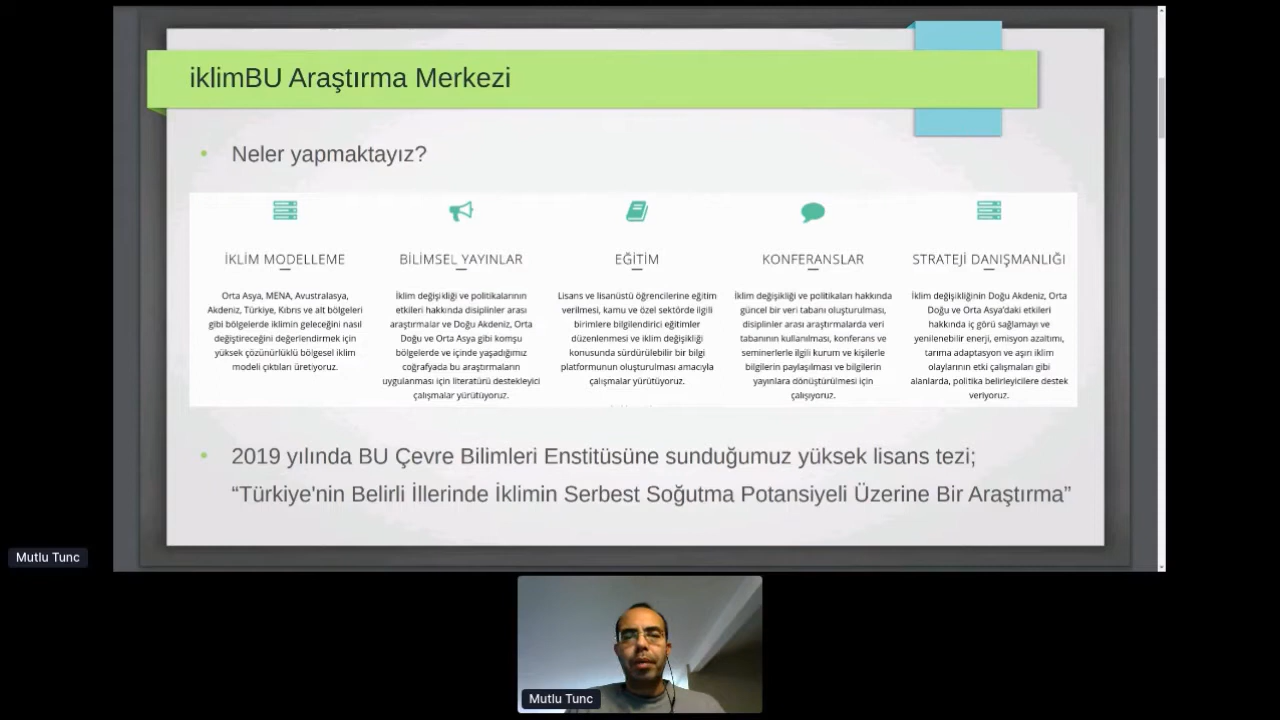 iklimBU Araştırma Merkezi
Neler yapmaktayız?
İKLİM MODELLEME
Orta Asya, MENA, Avustralasya,
Akdeniz, Türkiye, Kıbrıs ve alt bölgeleri
gibi bölgelerde iklimin geleceğini nasıl
değiştireceğini değerlendirmek için
yüksek çözünürlüklü bölgesel iklim
modeli çıktıları üretiyoruz.
BİLİMSEL YAYINLAR
İklim değişikliği ve politikalarının
etkileri hakkında disiplinler arası
araştırmalar ve Doğu Akdeniz, Orta
Doğu ve Orta Asya gibi komşu
bölgelerde ve içinde yaşadığımız
coğrafyada bu araştırmaların
uygulanması için literatürü destekleyici
çalışmalar yürütüyoruz.
EĞİTİM
Lisans ve lisanüstü öğrencilerine eğitim
verilmesi, kamu ve özel sektörde ilgili
birimlere bilgilendirici eğitimler
düzenlenmesi ve iklim değişikliği
konusunda sürdürülebilir bir bilgi
platformunun oluşturulması amacıyla
çalışmalar yürütüyoruz.
KONFERANSLAR
İklim değişikliği ve politikaları hakkında
güncel bir veri tabanı oluşturulması,
disiplinler arası araştırmalarda veri
tabanının kullanılması, konferans ve
seminerlerle ilgili kurum ve kişilerle
bilgilerin paylaşılması ve bilgilerin
yayınlara dönüştürülmesi için
çalışıyoruz.
STRATEJİ DANIŞMANLIĞI
İklim değişikliğinin Doğu Akdeniz, Orta
Doğu ve Orta Asya'daki etkileri
hakkında iç görü sağlamayı ve
yenilenebilir enerji, emisyon azaltımı,
tarıma adaptasyon ve aşırı iklim
olaylarının etki çalışmaları gibi
alanlarda, politika belirleyicilere destek
veriyoruz.
2019 yılında BU Çevre Bilimleri Enstitüsüne sunduğumuz yüksek lisans tezi;
“Türkiye'nin Belirli İllerinde İklimin Serbest Soğutma Potansiyeli Üzerine Bir Araştırma”
Mutlu Tunc
Mutlu Tunc